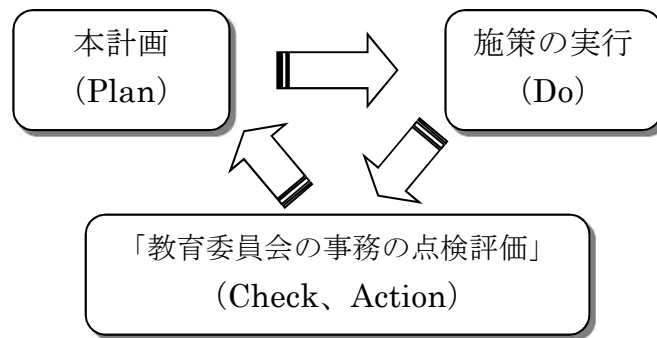 本計画
(Plan)
施策の実行
(Do)
「教育委員会の事務の点検評価」
(Check、Action)